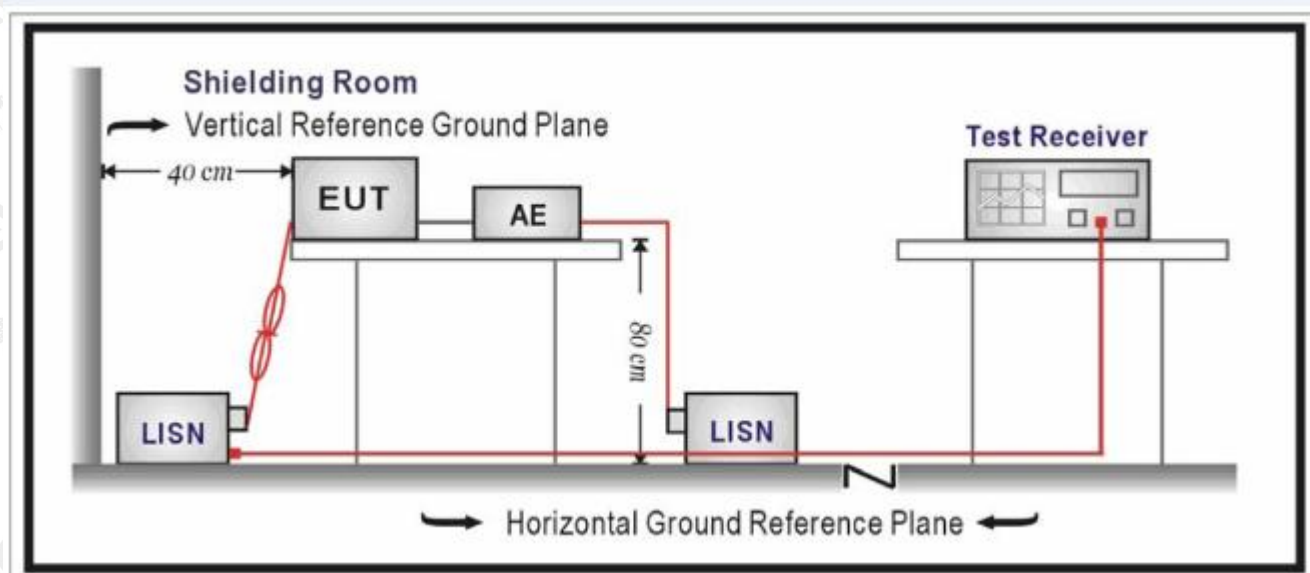 Shielding Room
Vertical Reference Ground Plane
Test Receiver
40 cm
EUT
AE
80 cm
LISN
LISN
Horizontal Ground Reference Plane